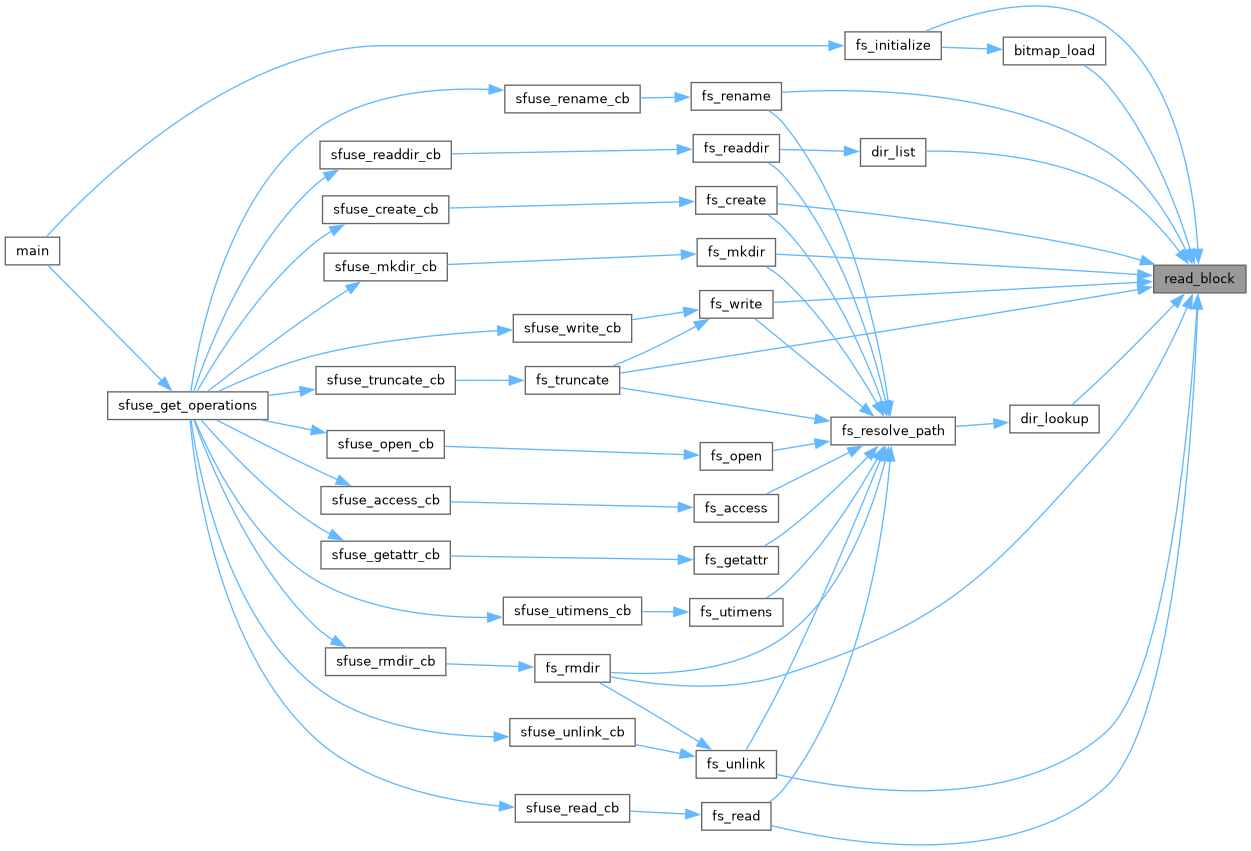 fs_initialize
bitmap_load
sfuse_rename_cb
fs_rename
sfuse_readdir_cb
fs_readdir
dir_list
sfuse_create_cb
fs_create
main
sfuse_mkdir_cb
fs_mkdir
read_block
sfuse_write_cb
fs_write
sfuse_truncate_cb
fs_truncate
sfuse_get_operations
dir_lookup
fs_resolve_path
sfuse_open_cb
fs_open
sfuse_access_cb
fs_access
sfuse_getattr_cb
fs_getattr
sfuse_utimens_cb
fs_utimens
sfuse_rmdir_cb
fs_rmdir
sfuse_unlink_cb
fs_unlink
sfuse_read_cb
fs_read